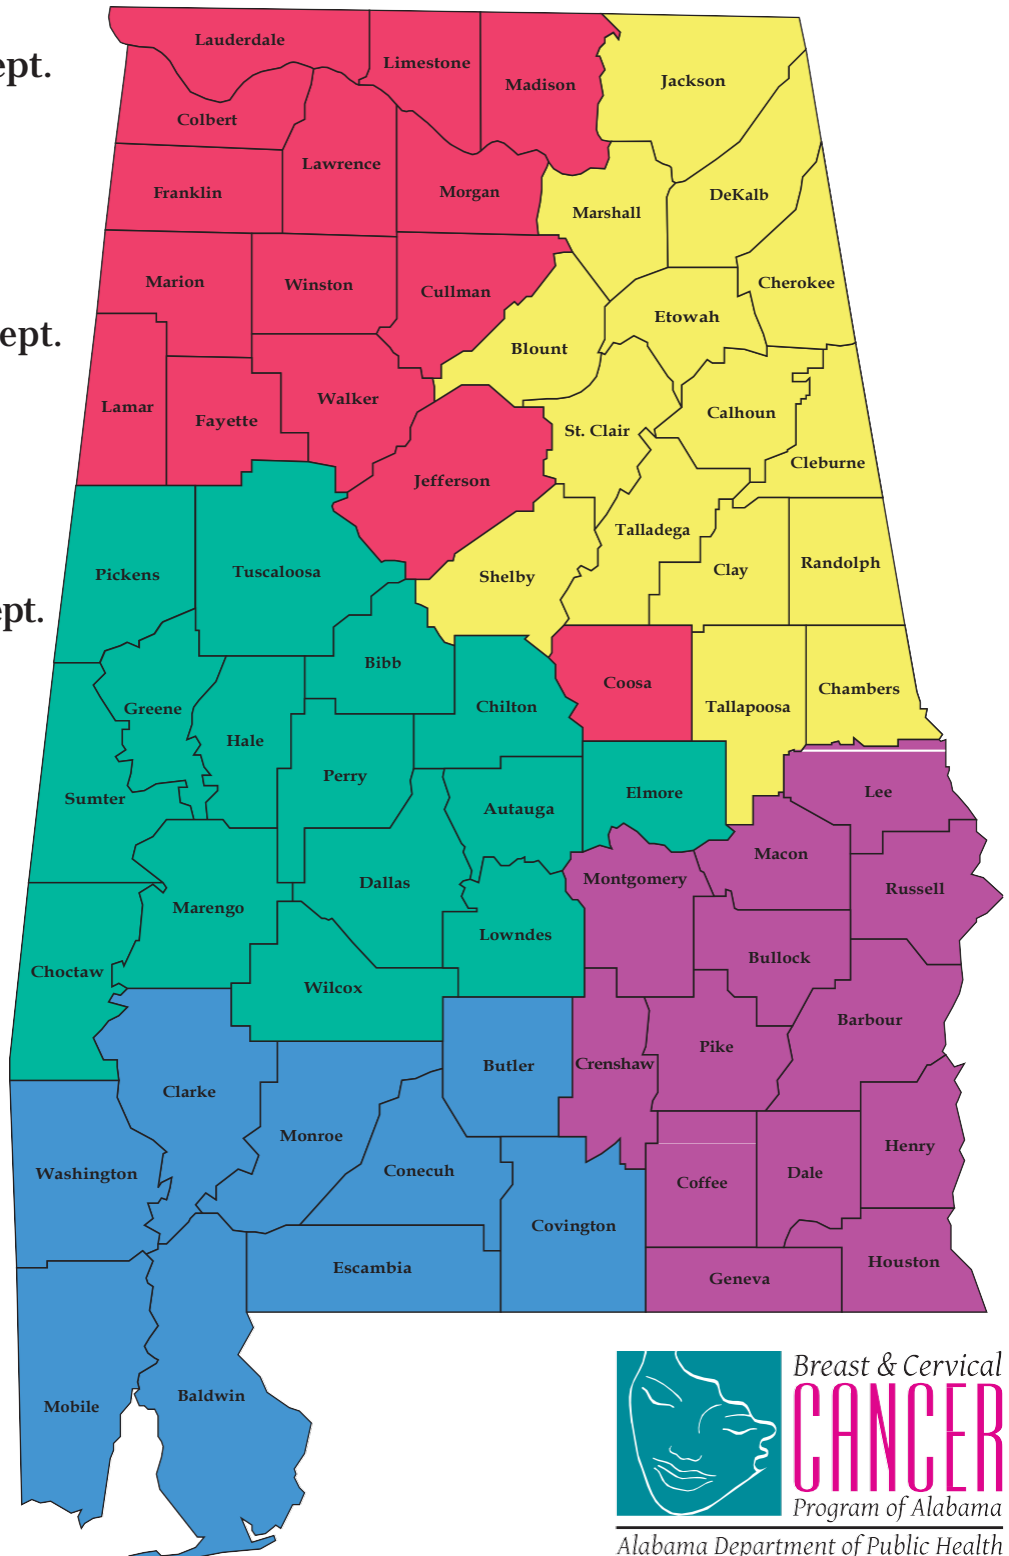 Lauderdale
ept.
Limestone
Jackson
Madison
Colbert
Lawrence
Franklin
Morgan
DeKalb
Marshall
Marion
Winston
Cherokee
Cullman
Etowah
ept.
Blount
Walker
Lamar
Calhoun
Fayette
St. Clair
Cleburne
Jefferson
Talladega
Randolph
Clay
Tuscaloosa
Pickens
Shelby
ept.
Bibb
Coosa
Chambers
Tallapoosa
Chilton
Greene
Hale
Perry
Lee
Elmore
Sumter
Autauga
Macon
Montgomery
Dallas
Russell
Marengo
Lowndes
Bullock
Choctaw
Wilcox
Barbour
Pike
Crenshaw
Butler
Clarke
Monroe
Henry
Conecuh
Washington
Dale
Coffee
Covington
Houston
Escambia
Geneva
Breast & Cervical
CANCER
Baldwin
Mobile
Program of Alabama
Alabama Department of Public Health